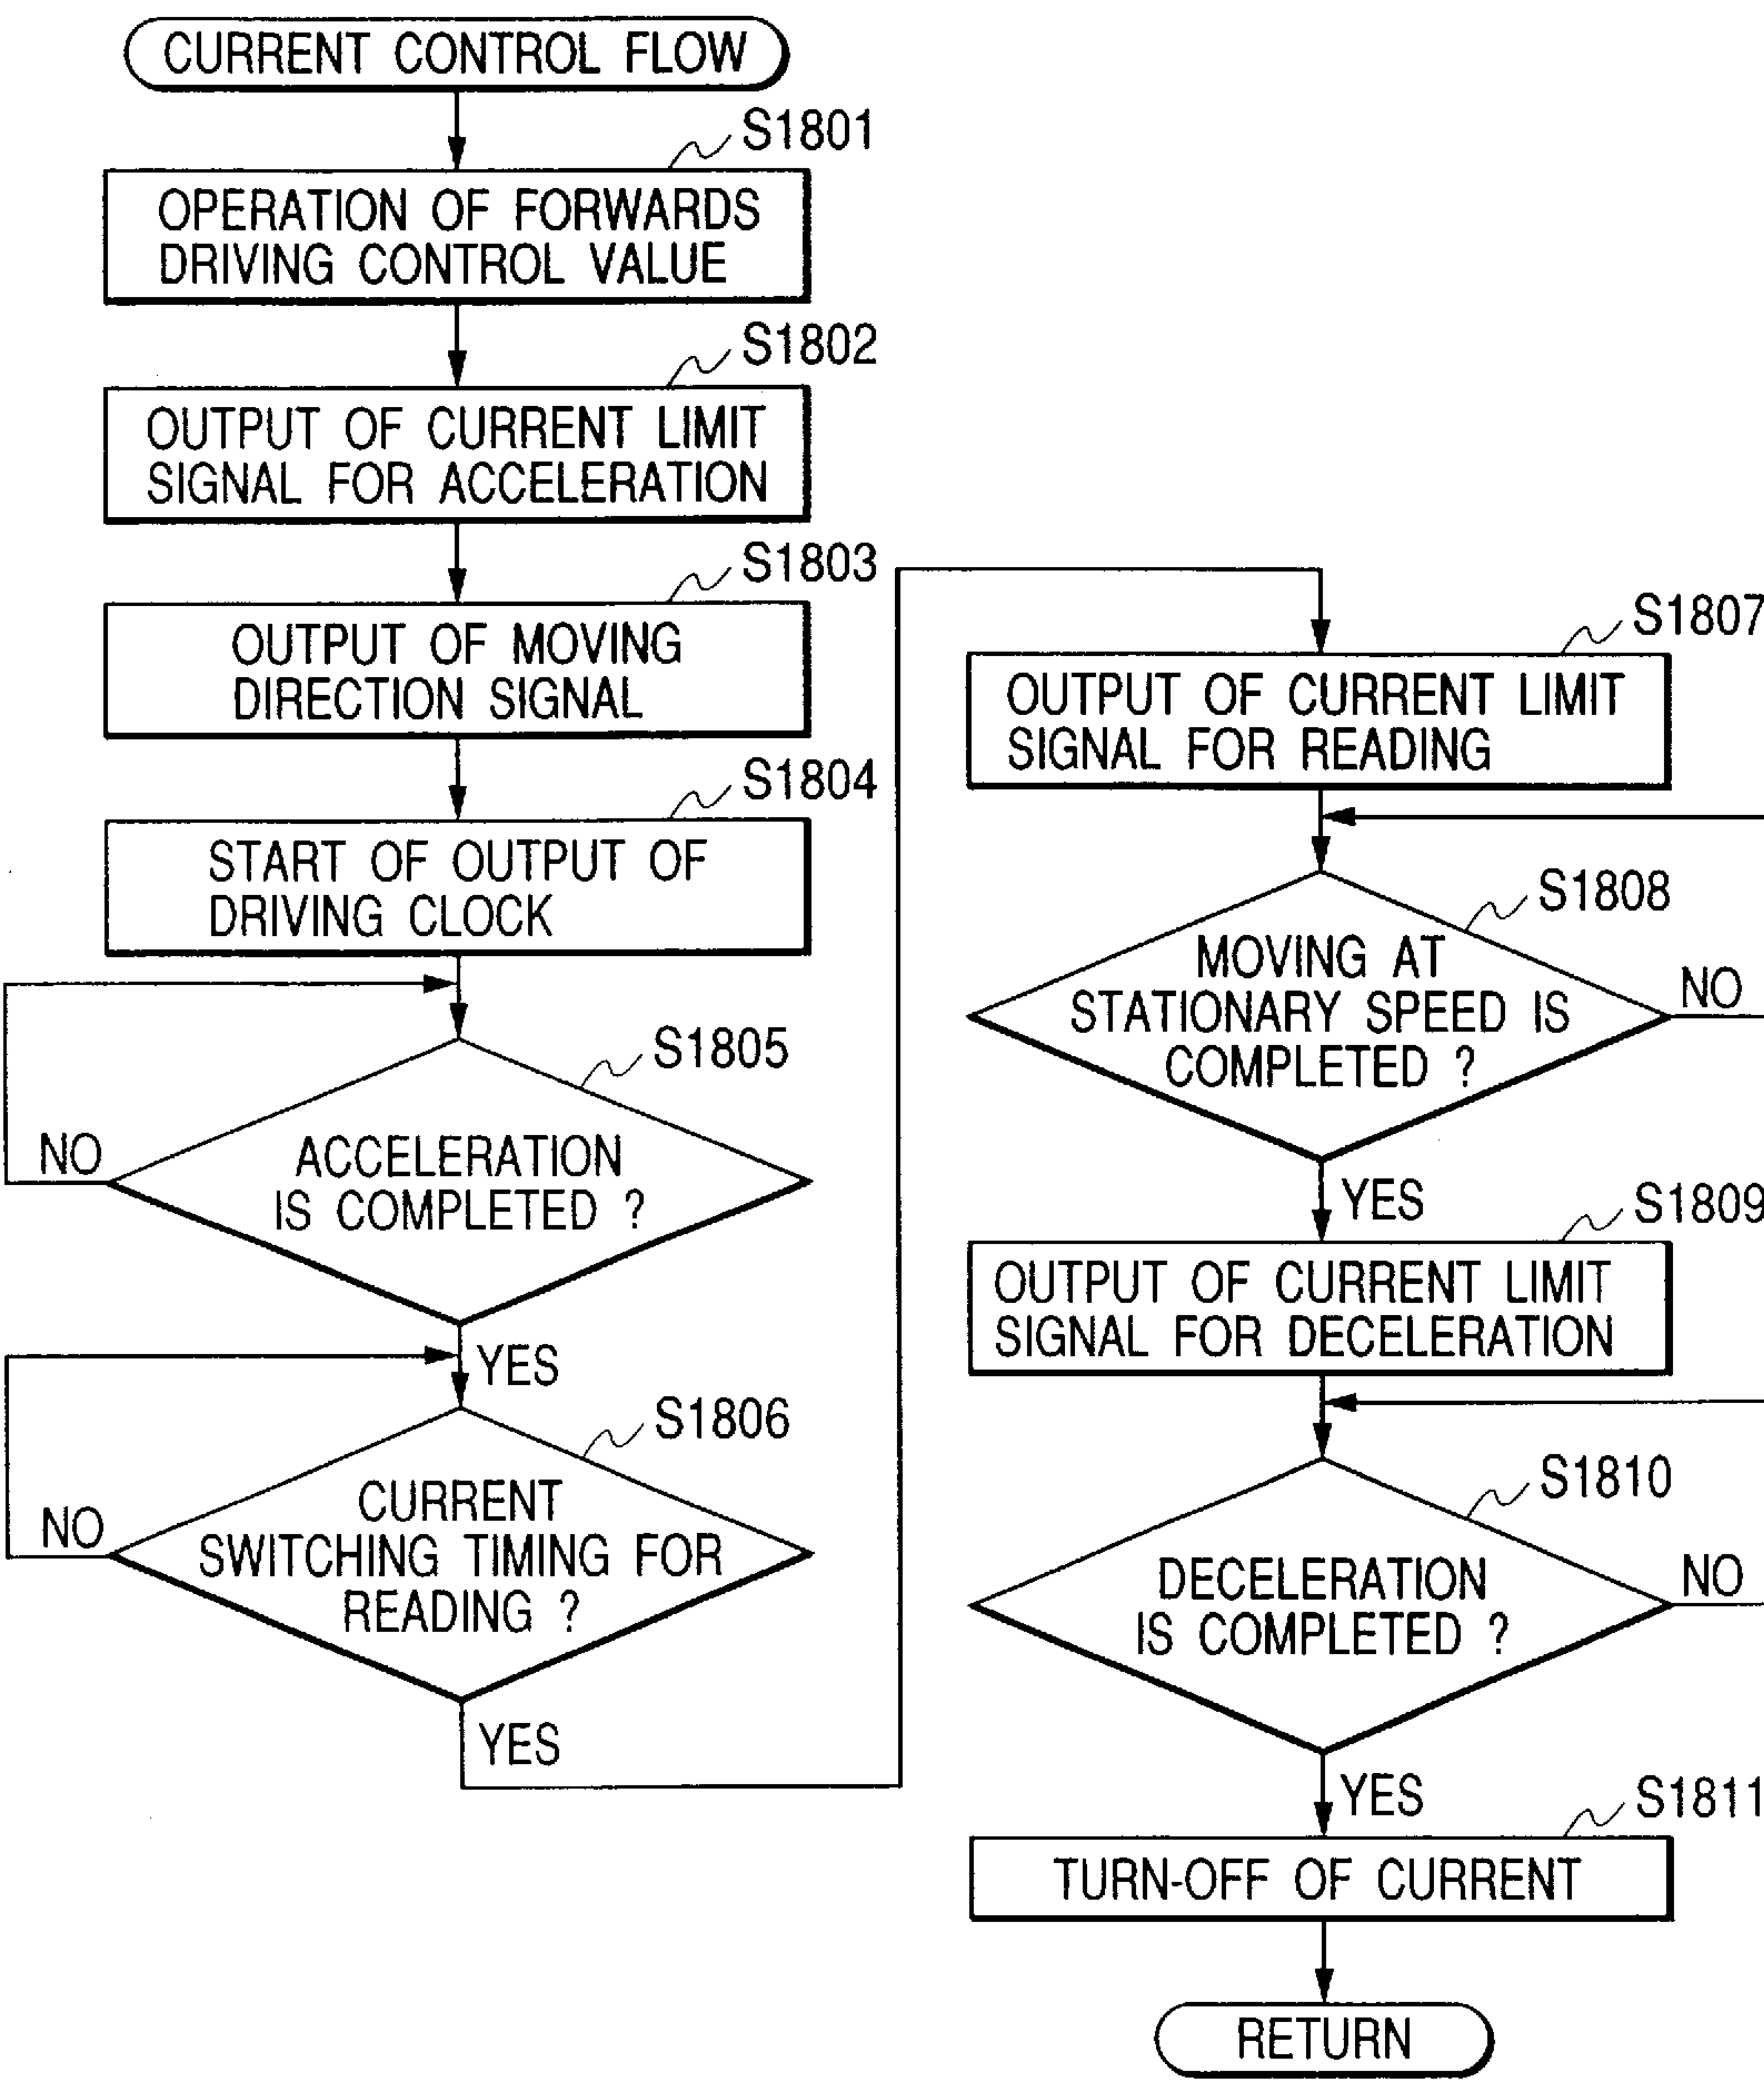 CURRENT CONTROL FLOW
S1801
OPERATION OF FORWARDS
DRIVING CONTROL VALUE
S1802
OUTPUT OF CURRENT LIMIT
SIGNAL FOR ACCELERATION
S1803
OUTPUT OF MOVING
DIRECTION SIGNAL
S1804
START OF OUTPUT OF
DRIVING CLOCK
S1805
ACCELERATION
IS COMPLETED ?
NO
YES
S1806
CURRENT
SWITCHING TIMING FOR
READING ?
NO
YES
S1807
OUTPUT OF CURRENT LIMIT
SIGNAL FOR READING
S1808
MOVING AT
STATIONARY SPEED IS
COMPLETED ?
NO
YES
S1809
OUTPUT OF CURRENT LIMIT
SIGNAL FOR DECELERATION
S1810
DECELERATION
IS COMPLETED ?
NO
YES
S1811
TURN-OFF OF CURRENT
RETURN